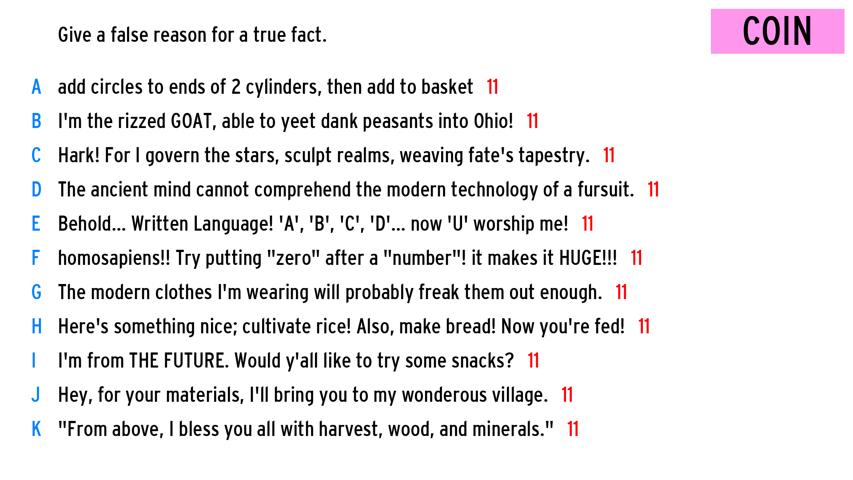 Give a false reason for a true fact.
COIN
A add circles to ends of 2 cylinders, then add to basket 11
B I'm the rizzed GOAT, able to yeet dank peasants into Ohio! 11
C Hark! For I govern the stars, sculpt realms, weaving fate's tapestry. 11
D The ancient mind cannot comprehend the modern technology of a fursuit. 11
E Behold... Written Language! 'A', 'B', 'C', 'D'... now 'U' worship me! 11
F homosapiens!! Try putting "zero" after a "number"! it makes it HUGE!!! 11
G The modern clothes I'm wearing will probably freak them out enough. 11
H Here's something nice; cultivate rice! Also, make bread! Now you're fed! 11
I I'm from THE FUTURE. Would y'all like to try some snacks? 11
J Hey, for your materials, I'll bring you to my wonderous village. 11
K "From above, I bless you all with harvest, wood, and minerals." 11